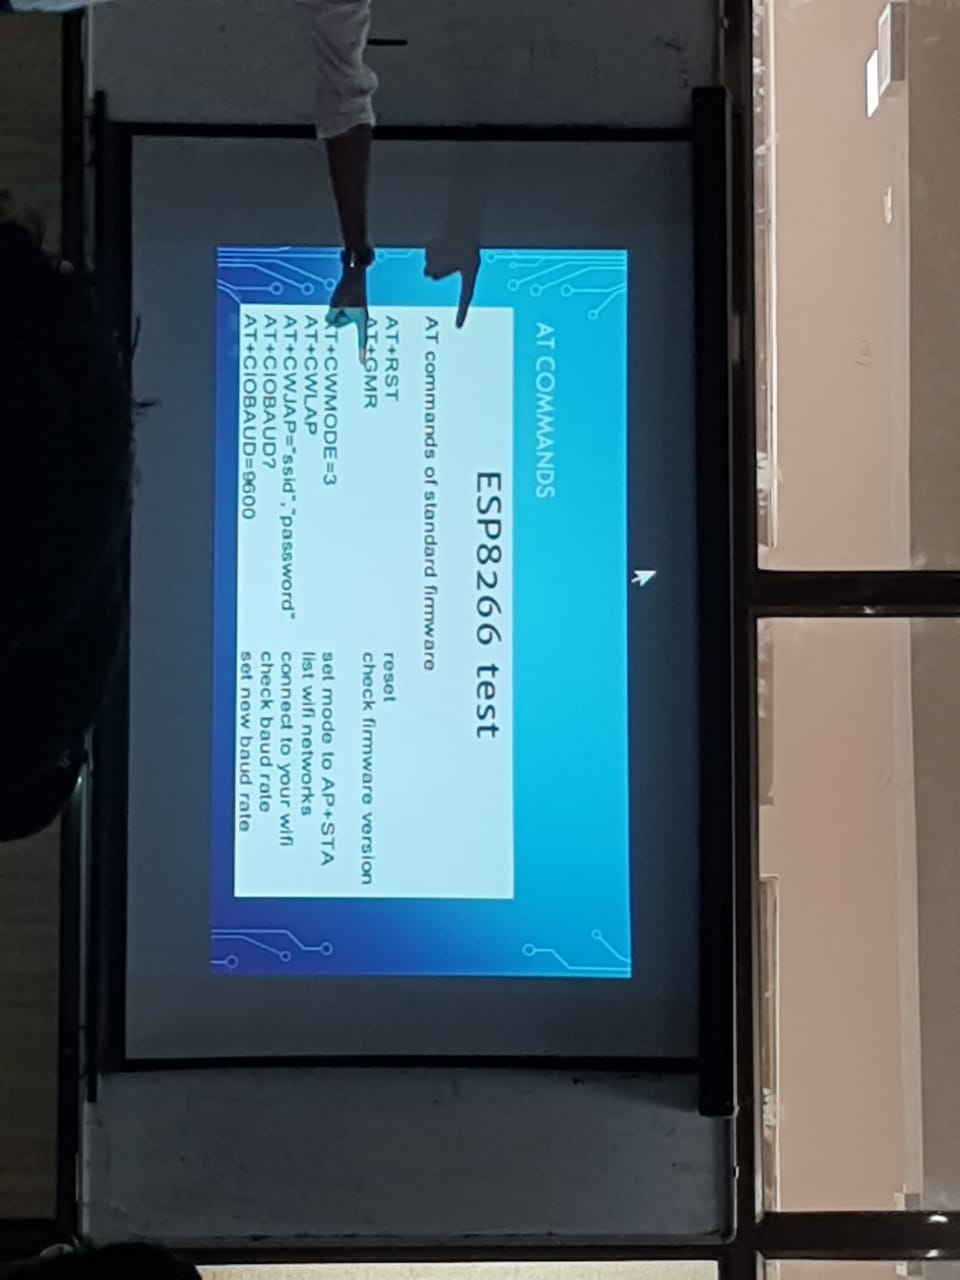 AT COMMANDS
ESP8266 test
AT commands of standard firmware
AT+RST reset
AT+GMR check firmware version
AT+CWMODE=3 set mode to AP+STA
AT+CWLAP list wifi networks
AT+CWJAP="ssid","password" connect to your wifi
AT+CIOBAUD? check baud rate
AT+CIOBAUD=9600 set new baud rate